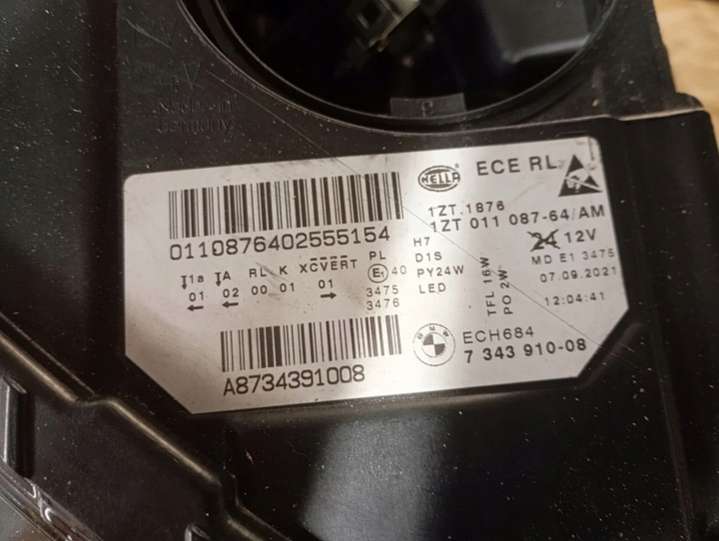 HELLA
ECE RL
1ZT.1876
1ZT 011 087-64/AM
0110876402555154
H7
D1S
PY24W
LED
TFL 16W
PO 2W
24 12V
MD E1 3475
07.09.2021
12:04:41
1a A RL K XCVERT PL
01 02 00 01 01 E1 40
3475
3476
BMW
ECH684
7 343 910-08
A8734391008